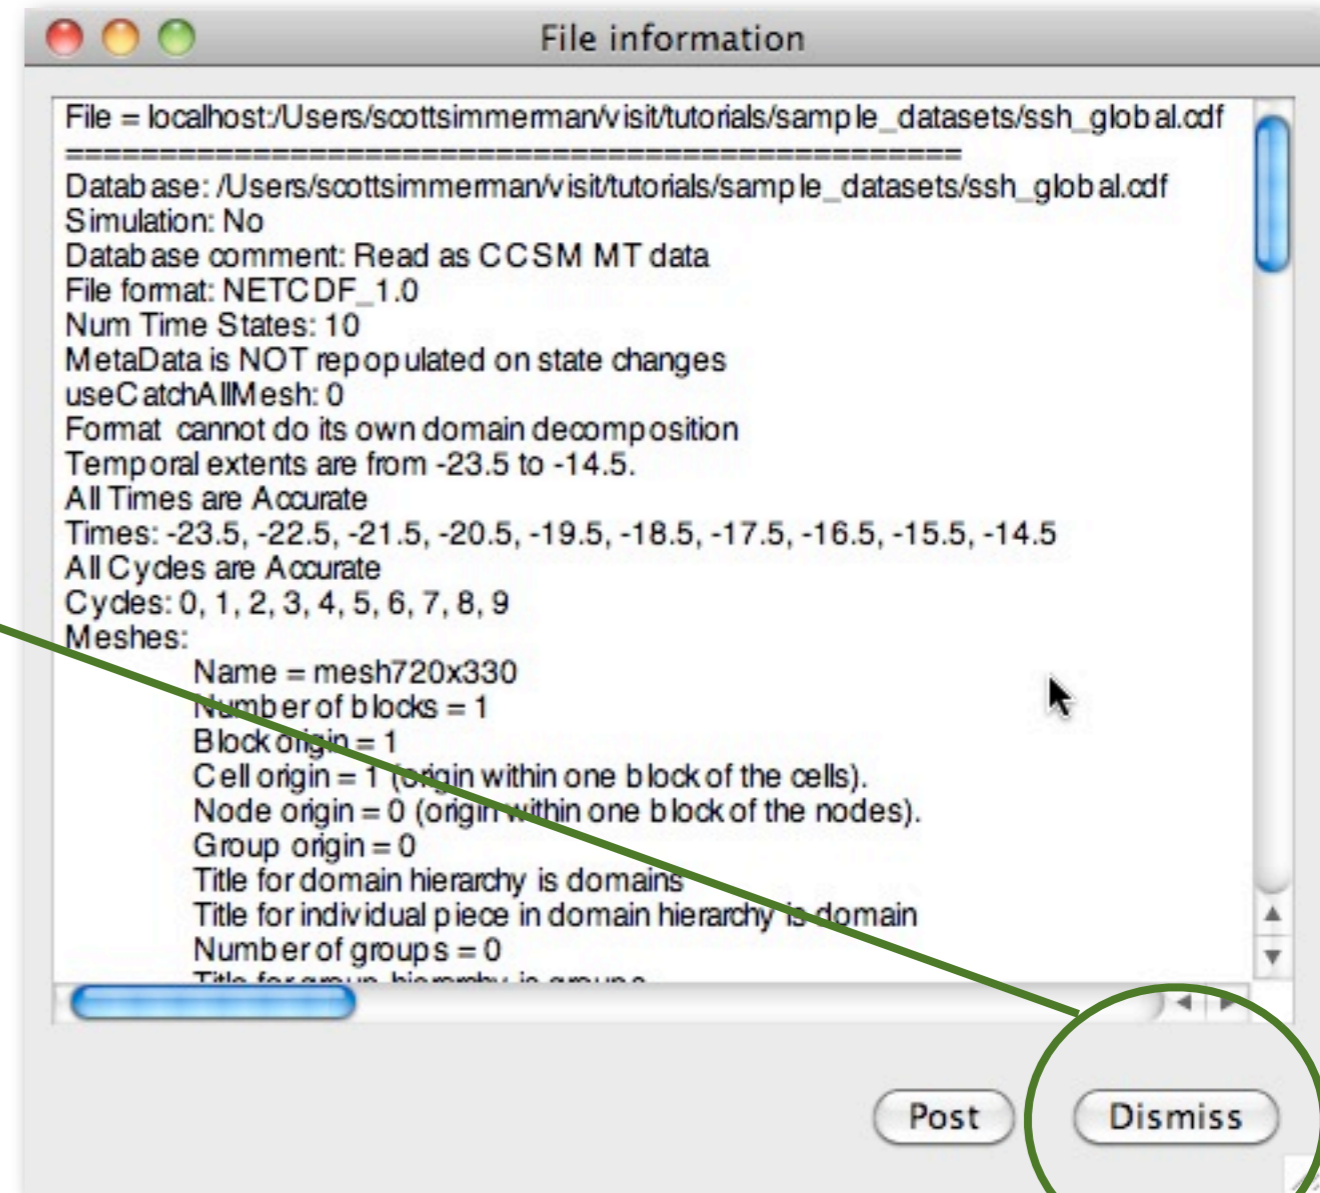 File information
File = localhost:/Users/scottsimmerman/visit/tutorials/sample_datasets/ssh_global.cdf
================================================
Database: /Users/scottsimmerman/visit/tutorials/sample_datasets/ssh_global.cdf
Simulation: No
Database comment: Read as CCSM MT data
File format: NETCDF_1.0
Num Time States: 10
MetaData is NOT repopulated on state changes
useCatchAllMesh: 0
Format cannot do its own domain decomposition
Temporal extents are from -23.5 to -14.5.
All Times are Accurate
Times: -23.5, -22.5, -21.5, -20.5, -19.5, -18.5, -17.5, -16.5, -15.5, -14.5
All Cycles are Accurate
Cycles: 0, 1, 2, 3, 4, 5, 6, 7, 8, 9
Meshes:
Name = mesh720x330
Number of blocks = 1
Block origin = 1
Cell origin = 1 (origin within one block of the cells).
Node origin = 0 (origin within one block of the nodes).
Group origin = 0
Title for domain hierarchy is domains
Title for individual piece in domain hierarchy is domain
Number of groups = 0
Title for group hierarchy is groups
Post
Dismiss